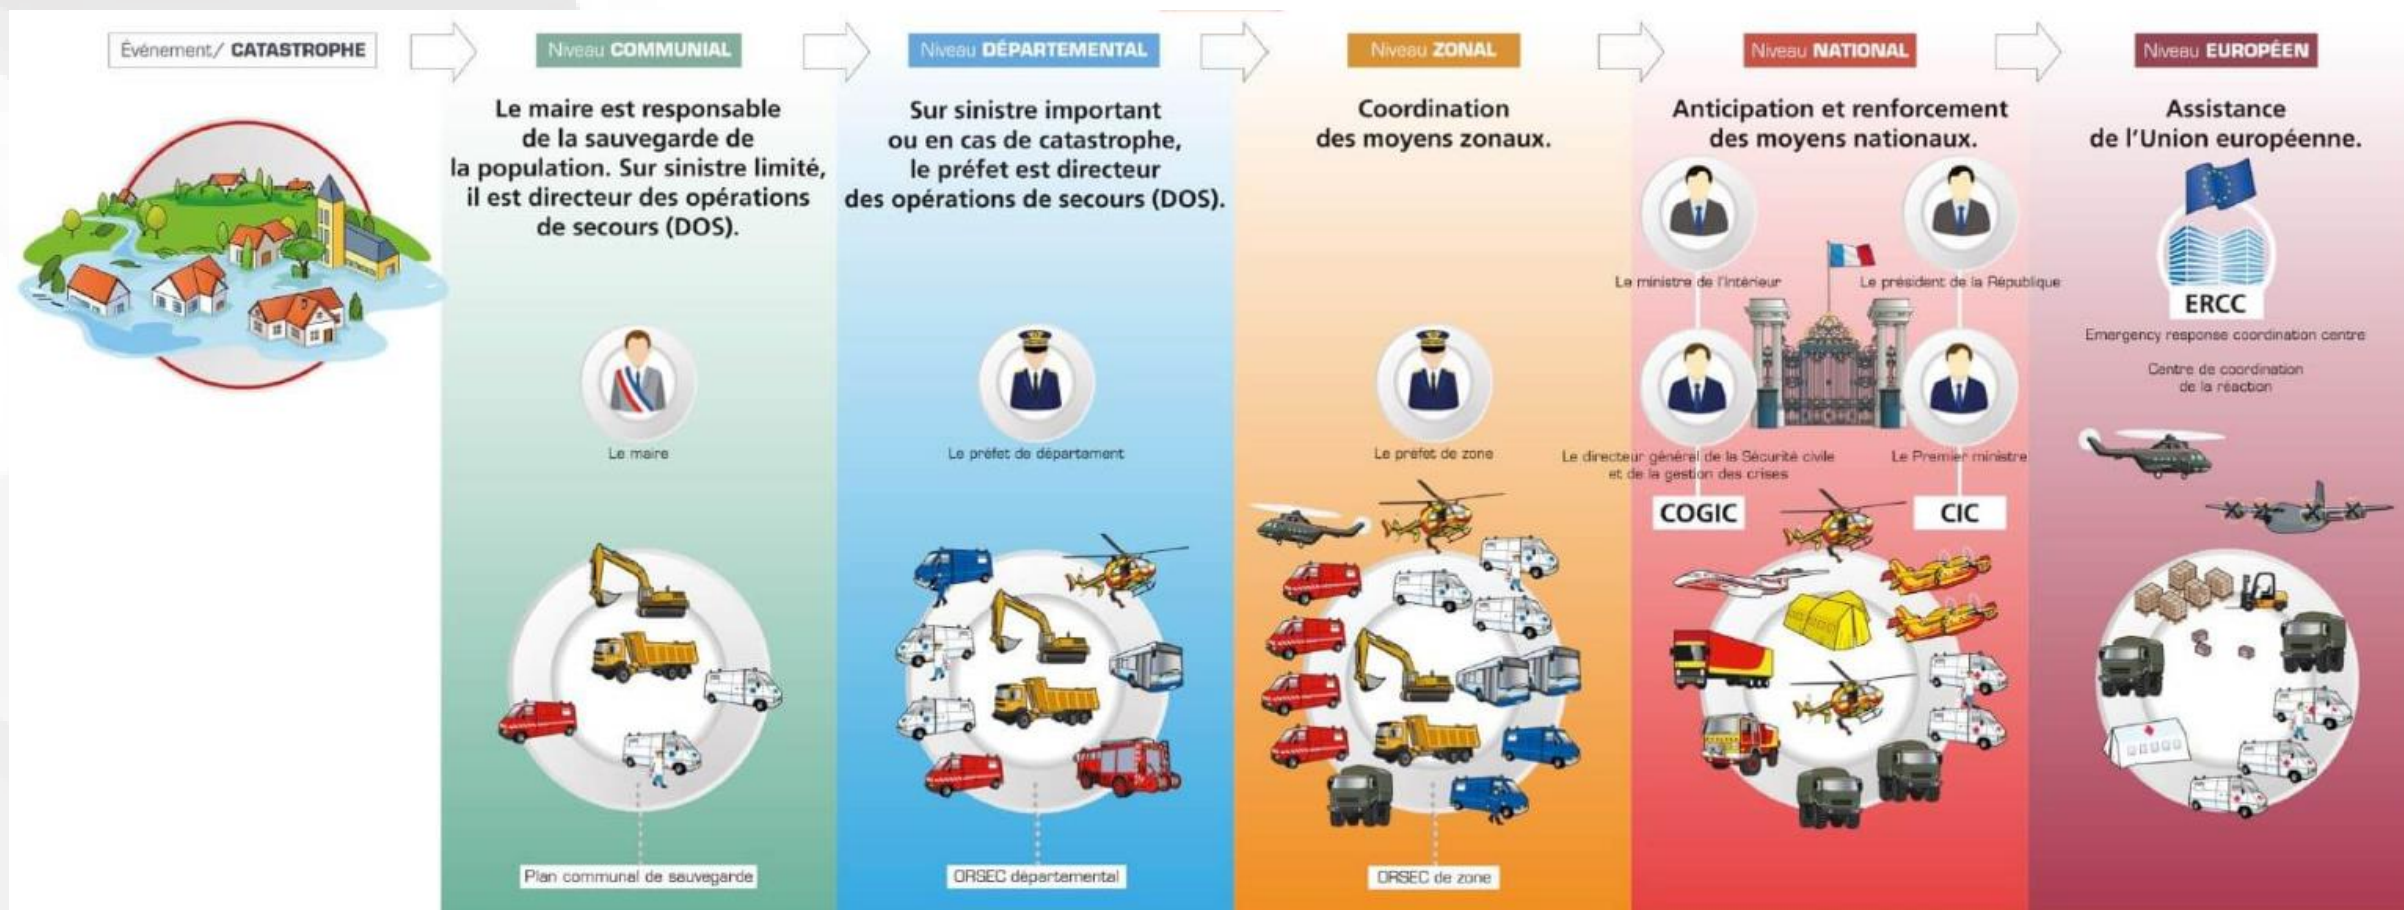 Événement/ CATASTROPHE
Niveau COMMUNIAL
Le maire est responsable
de la sauvegarde de
la population. Sur sinistre limité,
il est directeur des opérations
de secours (DOS).
Le maire
Plan communal de sauvegarde
Niveau DÉPARTEMENTAL
Sur sinistre important
ou en cas de catastrophe,
le préfet est directeur
des opérations de secours (DOS).
Le préfet de département
ORSEC départemental
Niveau ZONAL
Coordination
des moyens zonaux.
Le préfet de zone
ORSEC de zone
Niveau NATIONAL
Anticipation et renforcement
des moyens nationaux.
Le ministre de l'Intérieur
Le président de la République
Le directeur général de la Sécurité civile
et de la gestion des crises
Le Premier ministre
COGIC
CIC
Niveau EUROPÉEN
Assistance
de l'Union européenne.
ERCC
Emergency response coordination centre
Centre de coordination
de la réaction